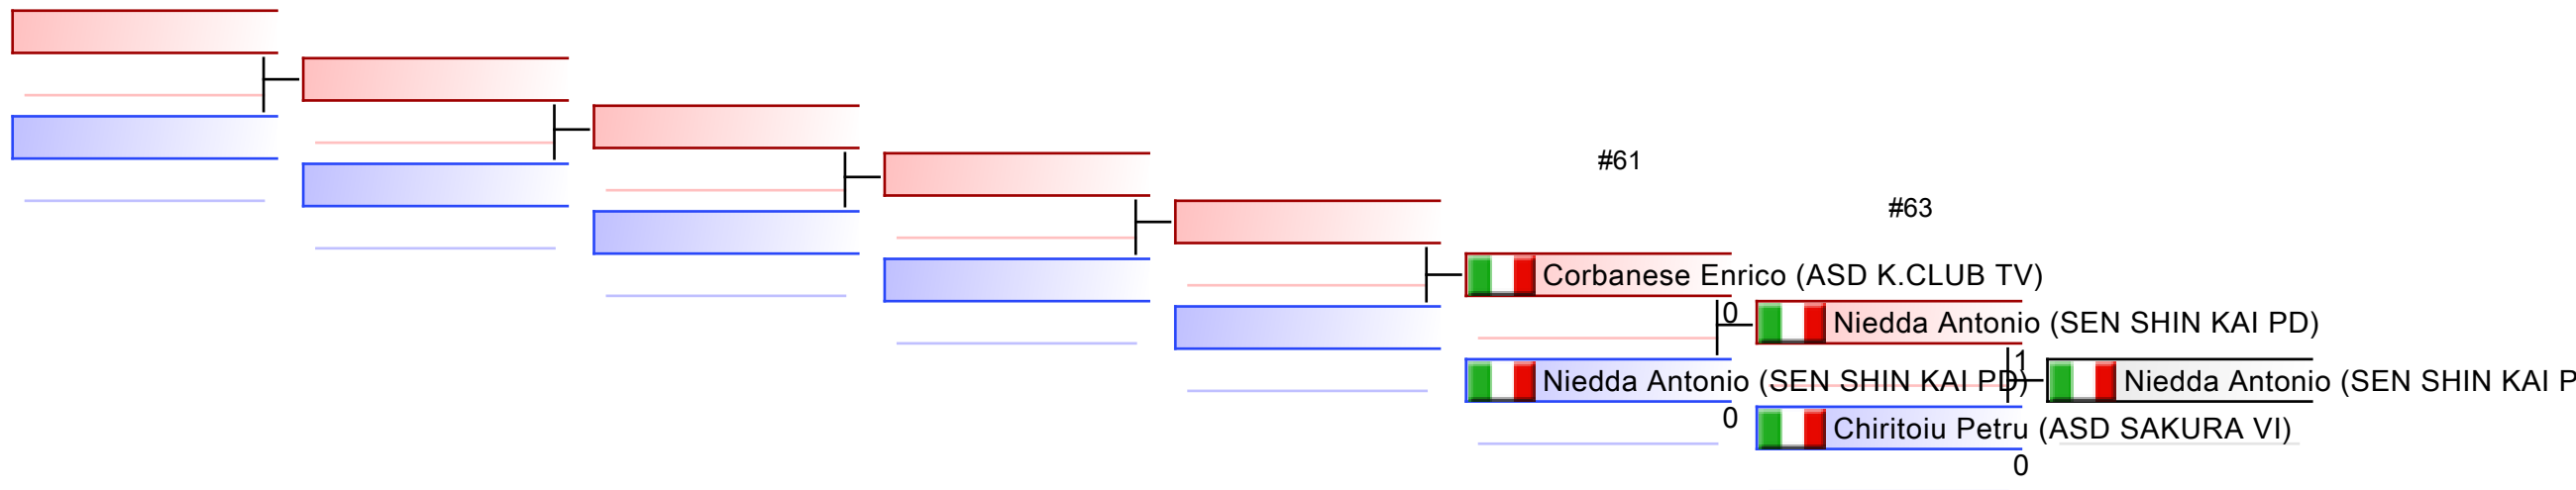 #61
#63
Corbanese Enrico (ASD K.CLUB TV)
0
Niedda Antonio (SEN SHIN KAI PD)
1
Niedda Antonio (SEN SHIN KAI PD)
Niedda Antonio (SEN SHIN KAI P
0
Chiritoiu Petru (ASD SAKURA VI)
0